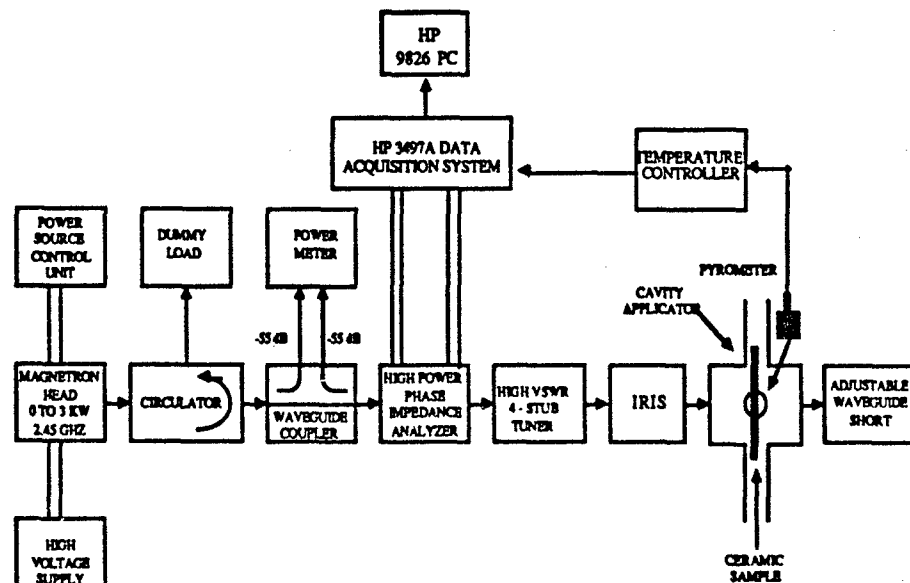 HP
9826 PC
HP 3497A DATA
ACQUISITION SYSTEM
TEMPERATURE
CONTROLLER
POWER
SOURCE
CONTROL
UNIT
DUMMY
LOAD
POWER
METER
PYROMETER
CAVITY
APPLICATOR
-55 dB
-55 dB
MAGNETRON
HEAD
0 TO 3 KW
2.45 GHZ
CIRCULATOR
WAVEGUIDE
COUPLER
HIGH POWER
PHASE
IMPEDANCE
ANALYZER
HIGH VSWR
4 - STUB
TUNER
IRIS
ADJUSTABLE
WAVEGUIDE
SHORT
HIGH
VOLTAGE
SUPPLY
CERAMIC
SAMPLE